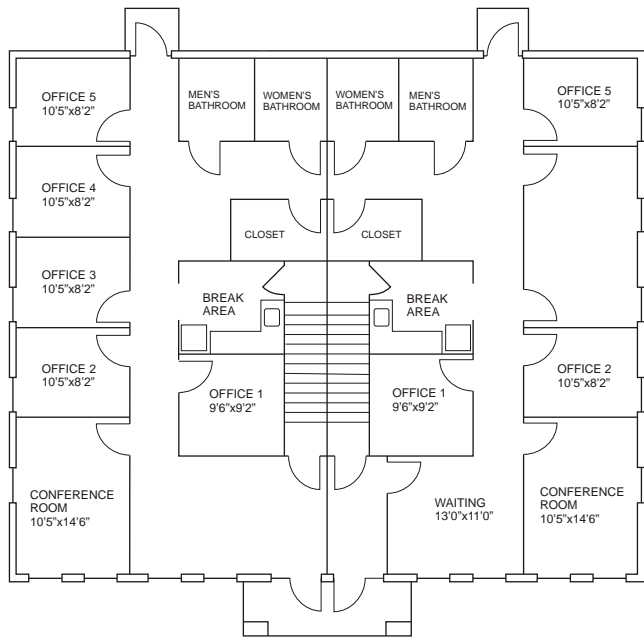 OFFICE 5
10'5"x8'2"
MEN'S
BATHROOM
WOMEN'S
BATHROOM
WOMEN'S
BATHROOM
MEN'S
BATHROOM
OFFICE 5
10'5"x8'2"
OFFICE 4
10'5"x8'2"
CLOSET
CLOSET
OFFICE 3
10'5"x8'2"
BREAK
AREA
BREAK
AREA
OFFICE 2
10'5"x8'2"
OFFICE 1
9'6"x9'2"
OFFICE 1
9'6"x9'2"
OFFICE 2
10'5"x8'2"
CONFERENCE
ROOM
10'5"x14'6"
WAITING
13'0"x11'0"
CONFERENCE
ROOM
10'5"x14'6"